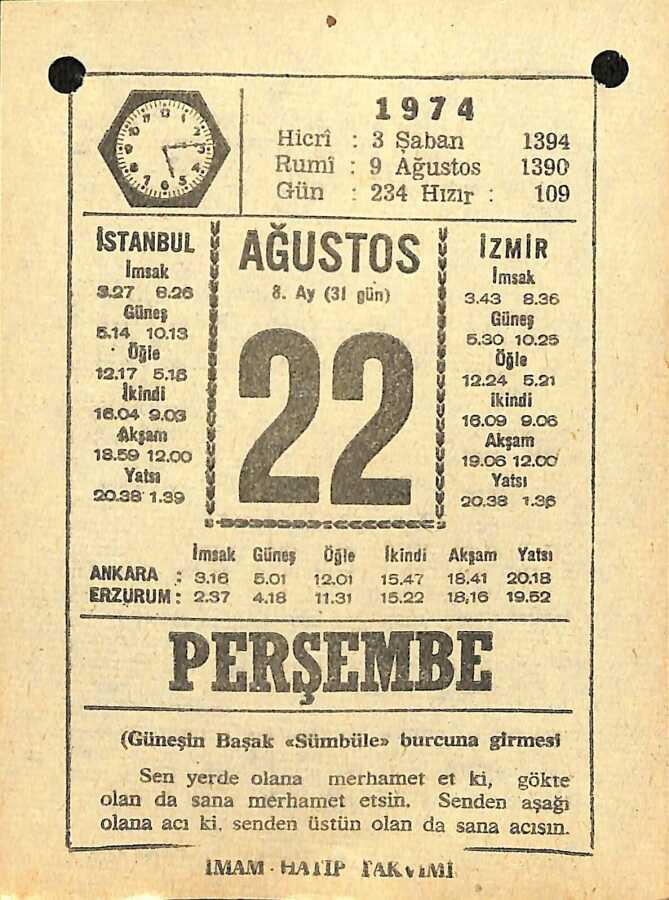 1974
Hicrî : 3 Şaban 1394
Rumî : 9 Ağustos 1390
Gün : 234 Hızır : 109
İSTANBUL
İmsak
3.27 8.26
Güneş
5.14 10.13
Öğle
12.17 5.16
İkindi
16.04 9.03
Akşam
18.59 12.00
Yatsı
20.38 1.39
AĞUSTOS
8. Ay (31 gün)
22
İZMİR
İmsak
3.43 8.36
Güneş
5.30 10.25
Öğle
12.24 5.21
İkindi
16.09 9.06
Akşam
19.06 12.00
Yatsı
20.38 1.36
İmsak Güneş Öğle İkindi Akşam Yatsı
ANKARA : 3.16 5.01 12.01 15.47 18.41 20.18
ERZURUM : 2.37 4.18 11.31 15.22 18,16 19.52
PERŞEMBE
(Güneşin Başak «Sümbüle» burcuna girmesi
Sen yerde olana merhamet et ki, gökte
olan da sana merhamet etsin. Senden aşağı
olana acı ki, senden üstün olan da sana acısın.
İMAM - HATİP TAKVİMİ